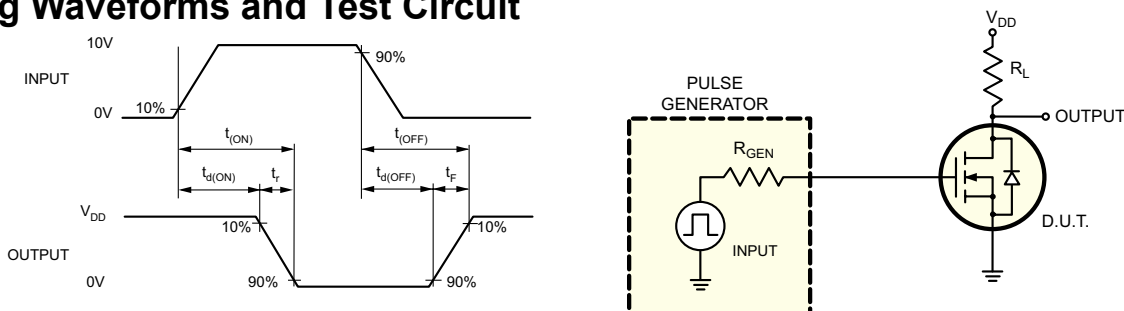 g Waveforms and Test Circuit
10V
INPUT
0V
10%
90%
t(ON)
t(OFF)
td(ON)
tr
td(OFF)
tF
VDD
OUTPUT
0V
10%
10%
90%
90%
VDD
RL
OUTPUT
PULSE
GENERATOR
RGEN
INPUT
D.U.T.